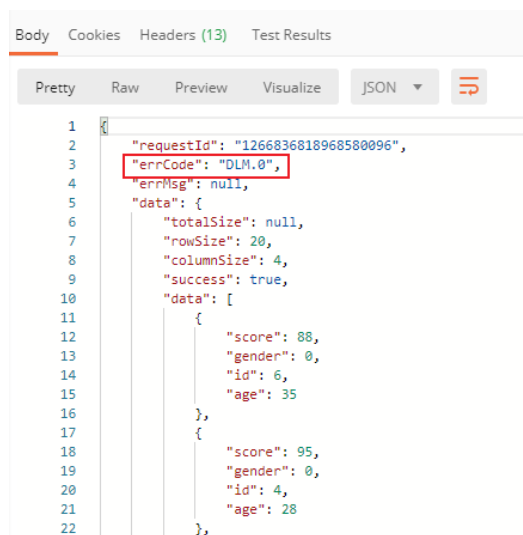 Body Cookies Headers (13) Test Results
Pretty Raw Preview Visualize JSON
1 {
2 "requestId": "1266836818968580096",
3 "errCode": "DLM.0",
4 "errMsg": null,
5 "data": {
6 "totalSize": null,
7 "rowSize": 20,
8 "columnSize": 4,
9 "success": true,
10 "data": [
11 {
12 "score": 88,
13 "gender": 0,
14 "id": 6,
15 "age": 35
16 },
17 {
18 "score": 95,
19 "gender": 0,
20 "id": 4,
21 "age": 28
22 },